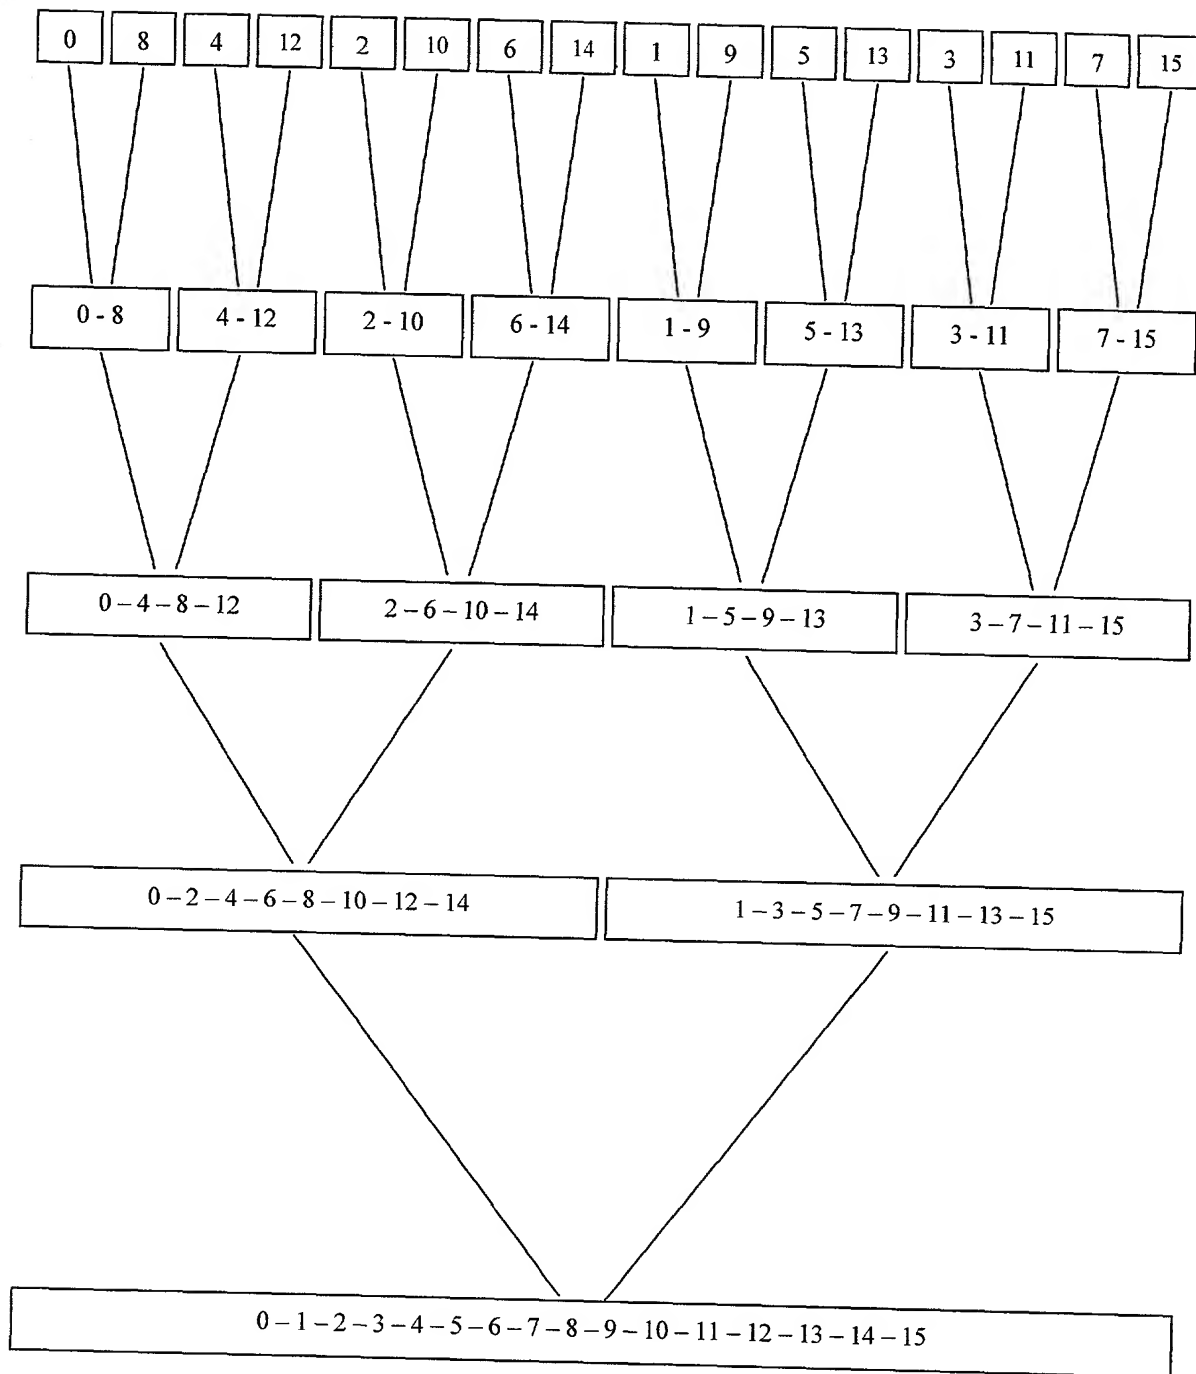 0 8 4 12 2 10 6 14 1 9 5 13 3 11 7 15
0 - 8 4 - 12 2 - 10 6 - 14 1 - 9 5 - 13 3 - 11 7 - 15
0 – 4 – 8 – 12 2 – 6 – 10 – 14 1 – 5 – 9 – 13 3 – 7 – 11 – 15
0 – 2 – 4 – 6 – 8 – 10 – 12 – 14 1 – 3 – 5 – 7 – 9 – 11 – 13 – 15
0 – 1 – 2 – 3 – 4 – 5 – 6 – 7 – 8 – 9 – 10 – 11 – 12 – 13 – 14 – 15